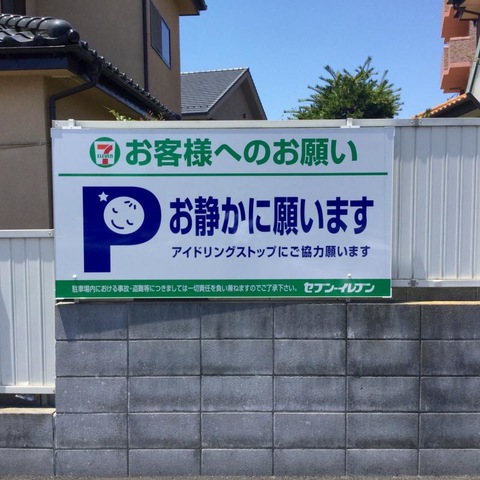 7 ELEVEN お客様へのお願い
P お静かに願います
アイドリングストップにご協力願います
駐車場内における事故・盗難等につきましては一切責任を負い兼ねますのでご了承下さい。 セブン-イレブン